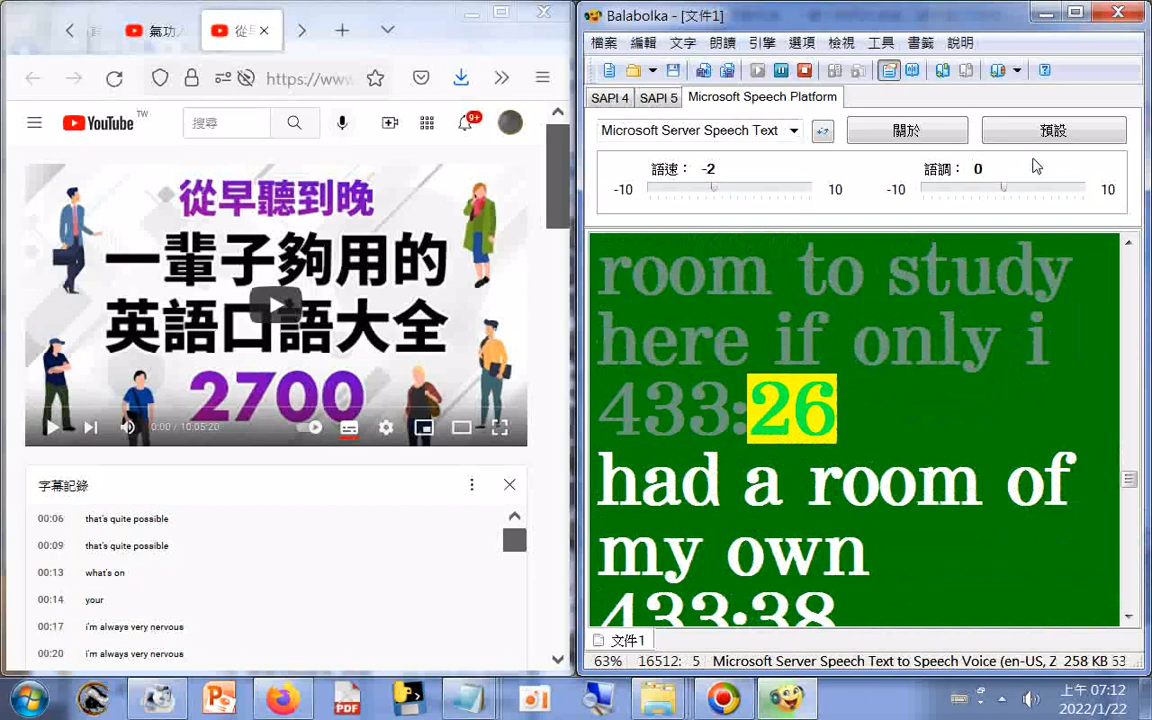 氣功
從
https://www
YouTube TW
搜尋
9+
從早聽到晚
一輩子夠用的
英語口語大全
2700
0:00 / 10:05:20
字幕記錄
00:06 that's quite possible
00:09 that's quite possible
00:13 what's on
00:14 your
00:17 i'm always very nervous
00:20 i'm always very nervous
Balabolka - [文件1]
檔案 編輯 文字 朗讀 引擎 選項 檢視 工具 書籤 說明
SAPI 4 SAPI 5 Microsoft Speech Platform
Microsoft Server Speech Text 關於 預設
語速： -2 語調： 0
-10 10 -10 10
room to study
here if only i
433:26
had a room of
my own
433:38
文件1
63% 16512: 5 Microsoft Server Speech Text to Speech Voice (en-US, Z 258 KB 53
PDF
上午 07:12
2022/1/22